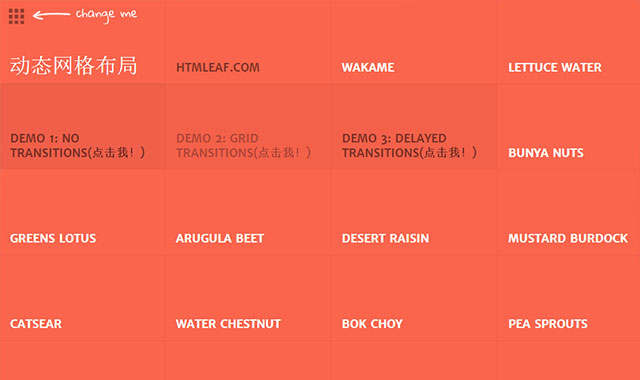 change me
动态网格布局
HTMLEAF.COM
WAKAME
LETTUCE WATER
DEMO 1: NO
TRANSITIONS(点击我！)
DEMO 2: GRID
TRANSITIONS(点击我！)
DEMO 3: DELAYED
TRANSITIONS(点击我！)
BUNYA NUTS
GREENS LOTUS
ARUGULA BEET
DESERT RAISIN
MUSTARD BURDOCK
CATSEAR
WATER CHESTNUT
BOK CHOY
PEA SPROUTS